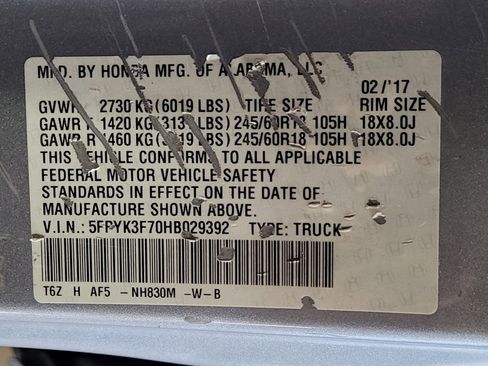 MFD. BY HONDA MFG. OF ALABAMA, LLC 02/'17
GVWR 2730 KG (6019 LBS) TIRE SIZE RIM SIZE
GAWR F 1420 KG 245/60R18 105H 18X8.0J
GAWR R 1460 KG LBS) 245/60R18 105H 18X8.0J
THIS VEHICLE CONFORMS TO ALL APPLICABLE
FEDERAL MOTOR VEHICLE SAFETY
STANDARDS IN EFFECT ON THE DATE OF
MANUFACTURE SHOWN ABOVE.
V.I.N.: TYPE: TRUCK
T6Z H AF5 -NH830M -W-B